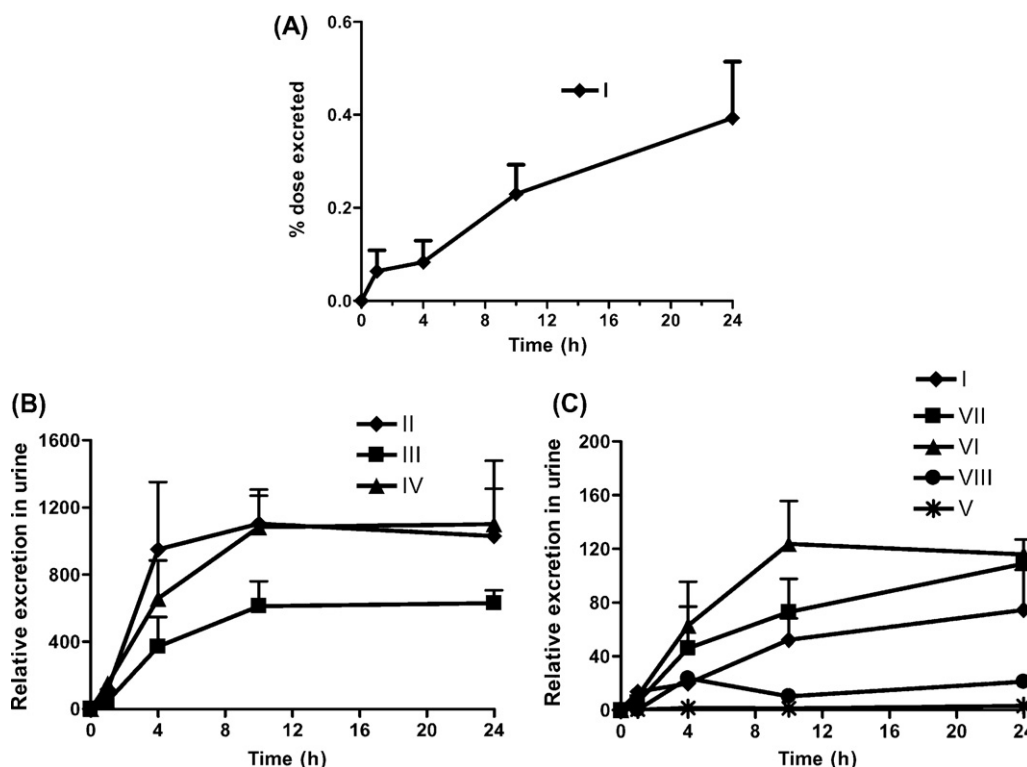 (A)
0.6
0.4
0.2
0.0
% dose excreted
I
0 4 8 12 16 20 24
Time (h)
(B)
1600
1200
800
400
0
Relative excretion in urine
II
III
IV
0 4 8 12 16 20 24
Time (h)
(C)
200
160
120
80
40
0
Relative excretion in urine
I
VII
VI
VIII
V
0 4 8 12 16 20 24
Time (h)